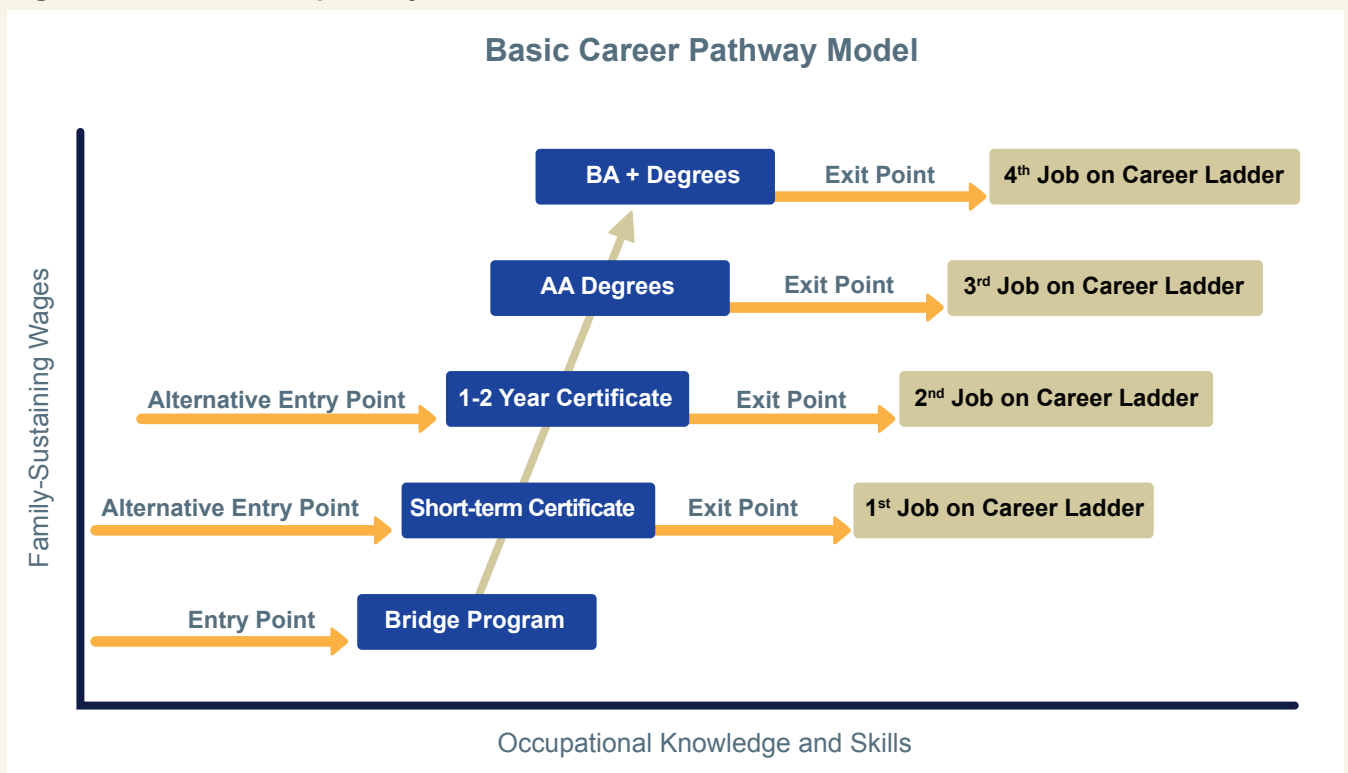 Basic Career Pathway Model
Family-Sustaining Wages
BA + Degrees
Exit Point
4th Job on Career Ladder
AA Degrees
Exit Point
3rd Job on Career Ladder
Alternative Entry Point
1-2 Year Certificate
Exit Point
2nd Job on Career Ladder
Alternative Entry Point
Short-term Certificate
Exit Point
1st Job on Career Ladder
Entry Point
Bridge Program
Occupational Knowledge and Skills